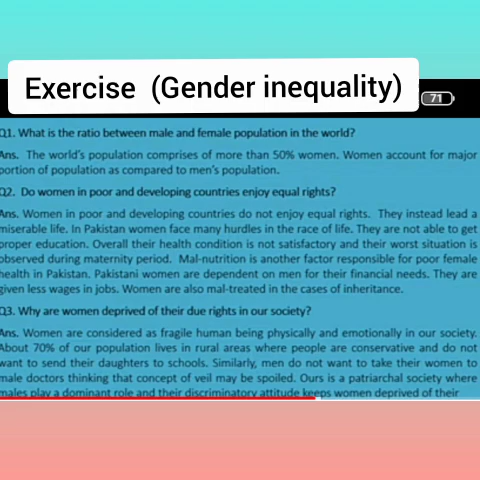 Exercise (Gender inequality)
71
Q1. What is the ratio between male and female population in the world?
Ans. The world's population comprises of more than 50% women. Women account for major
portion of population as compared to men's population.
Q2. Do women in poor and developing countries enjoy equal rights?
Ans. Women in poor and developing countries do not enjoy equal rights. They instead lead a
miserable life. In Pakistan women face many hurdles in the race of life. They are not able to get
proper education. Overall their health condition is not satisfactory and their worst situation is
observed during maternity period. Mal-nutrition is another factor responsible for poor female
health in Pakistan. Pakistani women are dependent on men for their financial needs. They are
given less wages in jobs. Women are also mal-treated in the cases of inheritance.
Q3. Why are women deprived of their due rights in our society?
Ans. Women are considered as fragile human being physically and emotionally in our society.
About 70% of our population lives in rural areas where people are conservative and do not
want to send their daughters to schools. Similarly, men do not want to take their women to
male doctors thinking that concept of veil may be spoiled. Ours is a patriarchal society where
males play a dominant role and their discriminatory attitude keeps women deprived of their